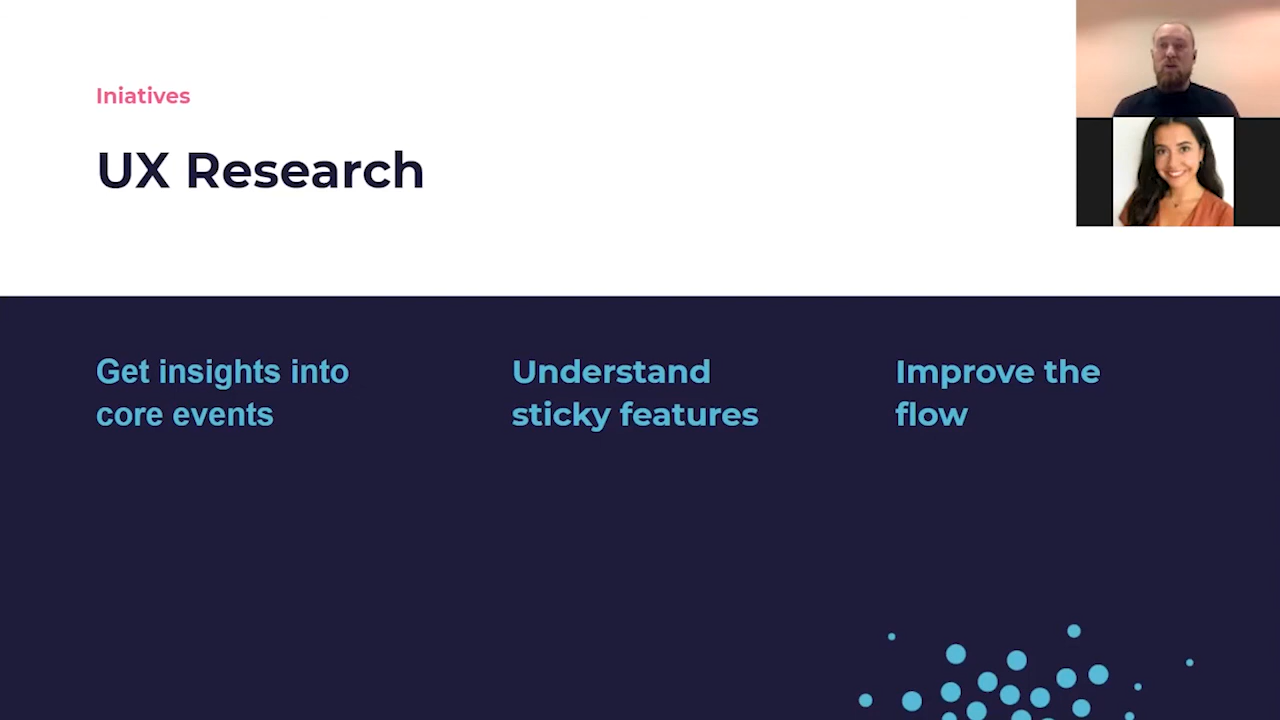 Iniatives
UX Research
Get insights into
core events
Understand
sticky features
Improve the
flow